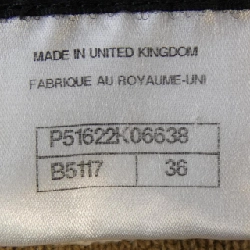 MADE IN UNITED KINGDOM
FABRIQUE AU ROYAUME-UNI
P51622K06638
B5117 36